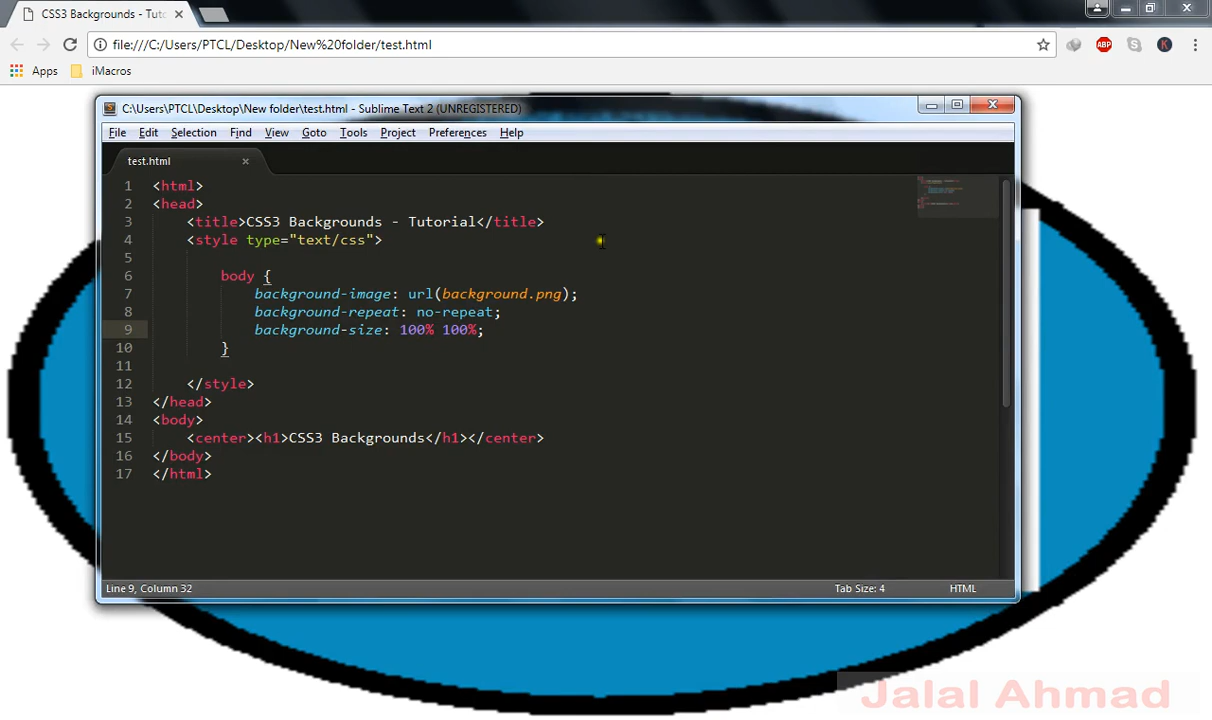 CSS3 Backgrounds - Tuto
file:///C:/Users/PTCL/Desktop/New%20folder/test.html
ABP
K
Apps
iMacros
C:\Users\PTCL\Desktop\New folder\test.html - Sublime Text 2 (UNREGISTERED)
File Edit Selection Find View Goto Tools Project Preferences Help
test.html
1 <html>
2 <head>
3 <title>CSS3 Backgrounds - Tutorial</title>
4 <style type="text/css">
5
6 body {
7 background-image: url(background.png);
8 background-repeat: no-repeat;
9 background-size: 100% 100%;
10 }
11
12 </style>
13 </head>
14 <body>
15 <center><h1>CSS3 Backgrounds</h1></center>
16 </body>
17 </html>
Line 9, Column 32 Tab Size: 4 HTML
Jalal Ahmad